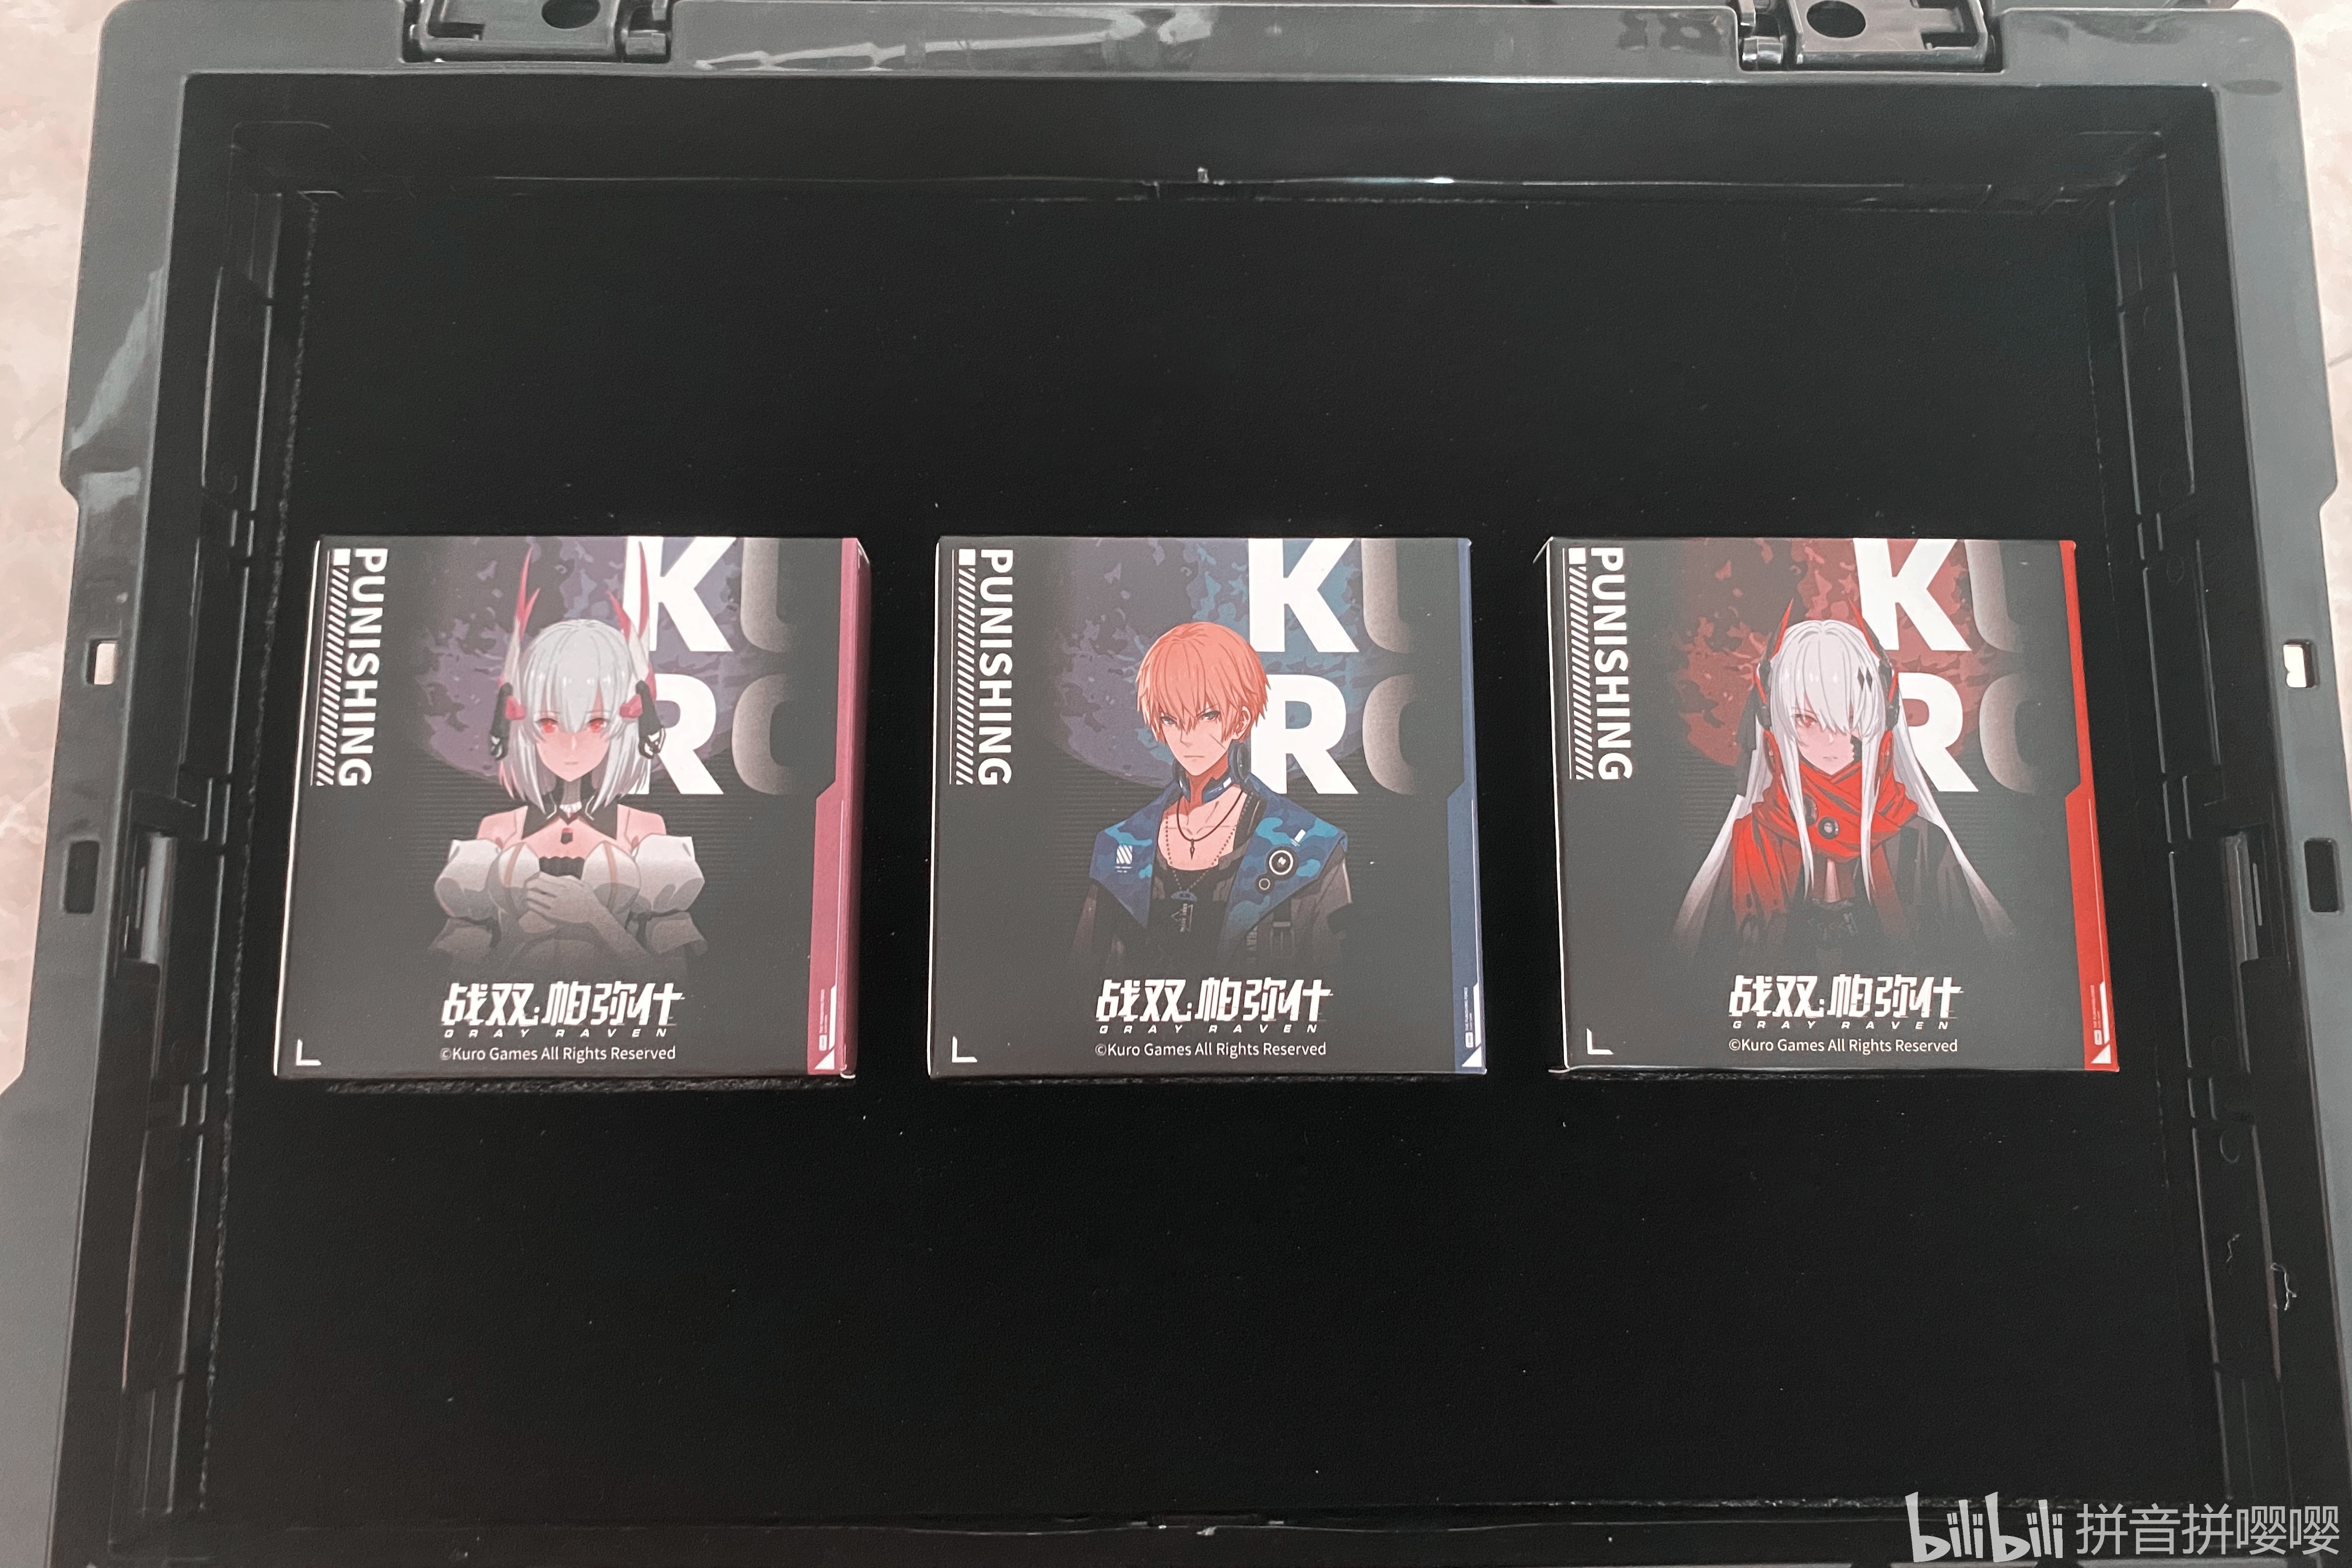 PUNISHING
KU
RO
战双:帕弥什
GRAY RAVEN
©Kuro Games All Rights Reserved
PUNISHING
KU
RO
战双:帕弥什
GRAY RAVEN
©Kuro Games All Rights Reserved
PUNISHING
KU
RO
战双:帕弥什
GRAY RAVEN
©Kuro Games All Rights Reserved
bilibili 拼音拼嘤嘤